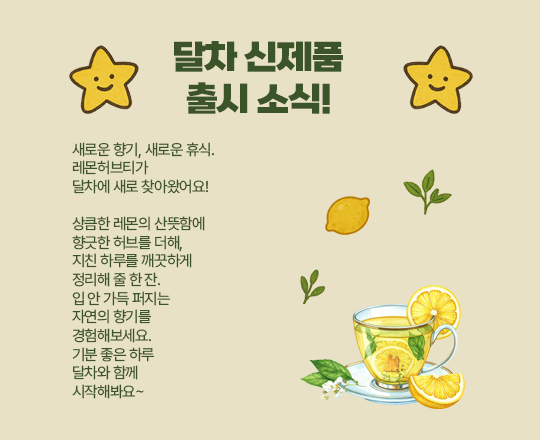 달차 신제품
출시 소식!
새로운 향기, 새로운 휴식.
레몬허브티가
달차에 새로 찾아왔어요!
상큼한 레몬의 산뜻함에
향긋한 허브를 더해,
지친 하루를 깨끗하게
정리해 줄 한 잔.
입 안 가득 퍼지는
자연의 향기를
경험해보세요.
기분 좋은 하루
달차와 함께
시작해봐요~